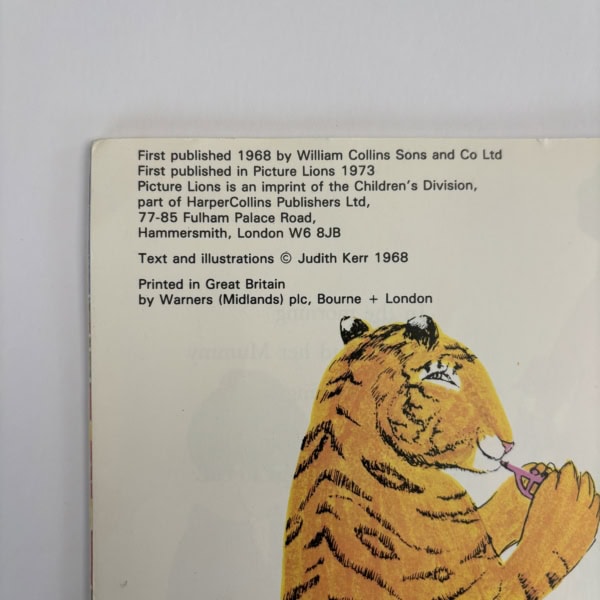 First published 1968 by William Collins Sons and Co Ltd
First published in Picture Lions 1973
Picture Lions is an imprint of the Children's Division,
part of HarperCollins Publishers Ltd,
77-85 Fulham Palace Road,
Hammersmith, London W6 8JB
Text and illustrations © Judith Kerr 1968
Printed in Great Britain
by Warners (Midlands) plc, Bourne + London